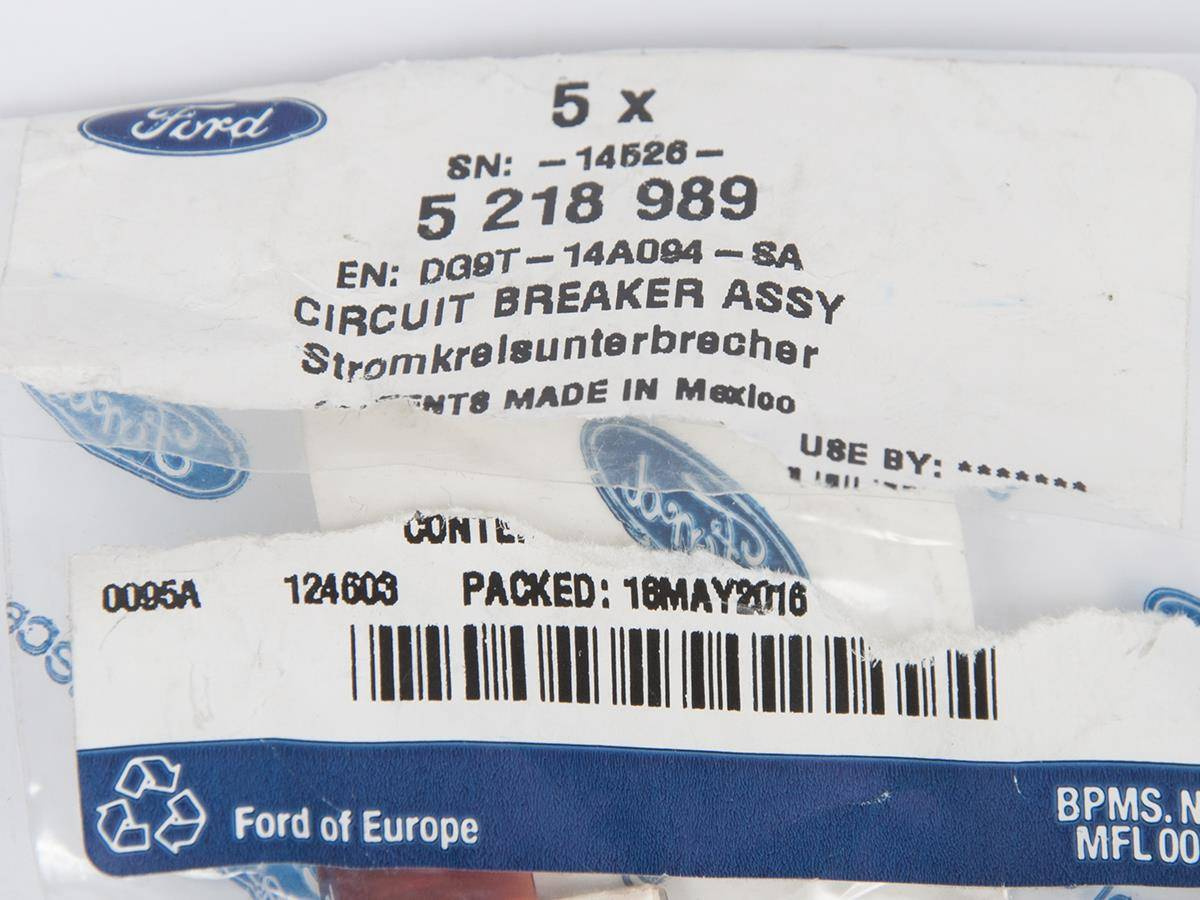 Ford
5 x
SN: -14526-
5 218 989
EN: DG9T-14A094-SA
CIRCUIT BREAKER ASSY
Stromkreisunterbrecher
MADE IN Mexico
USE BY: *******
CONTE
0095A 124603 PACKED: 16MAY2016
Ford of Europe
BPMS. N
MFL 00